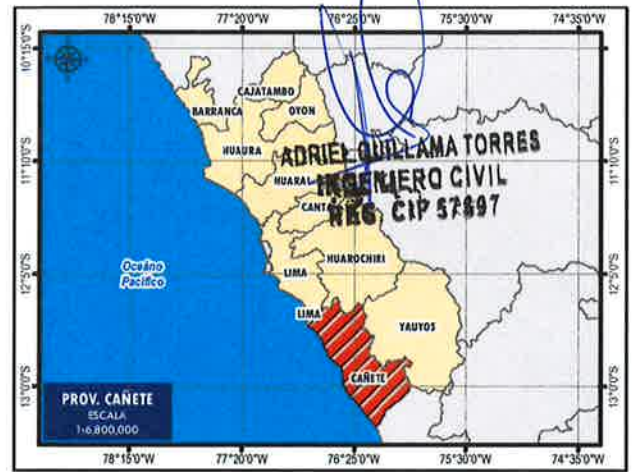 78°15'0"W 77°20'0"W 76°25'0"W 75°30'0"W 74°35'0"W
10°15'0"S
10°15'0"S
CAJATAMBO
BARRANCA
OYON
HUAURA
ADRIEL QUILLAMA TORRES
11°10'0"S
11°10'0"S
HUARAL
INGENIERO CIVIL
CANTA
REG. CIP 57897
HUAROCHIRI
Oceáno
Pacífico
LIMA
12°5'0"S
12°5'0"S
LIMA
YAUYOS
CAÑETE
13°0'0"S
13°0'0"S
PROV. CAÑETE
ESCALA
1:6,800,000
78°15'0"W 77°20'0"W 76°25'0"W 75°30'0"W 74°35'0"W